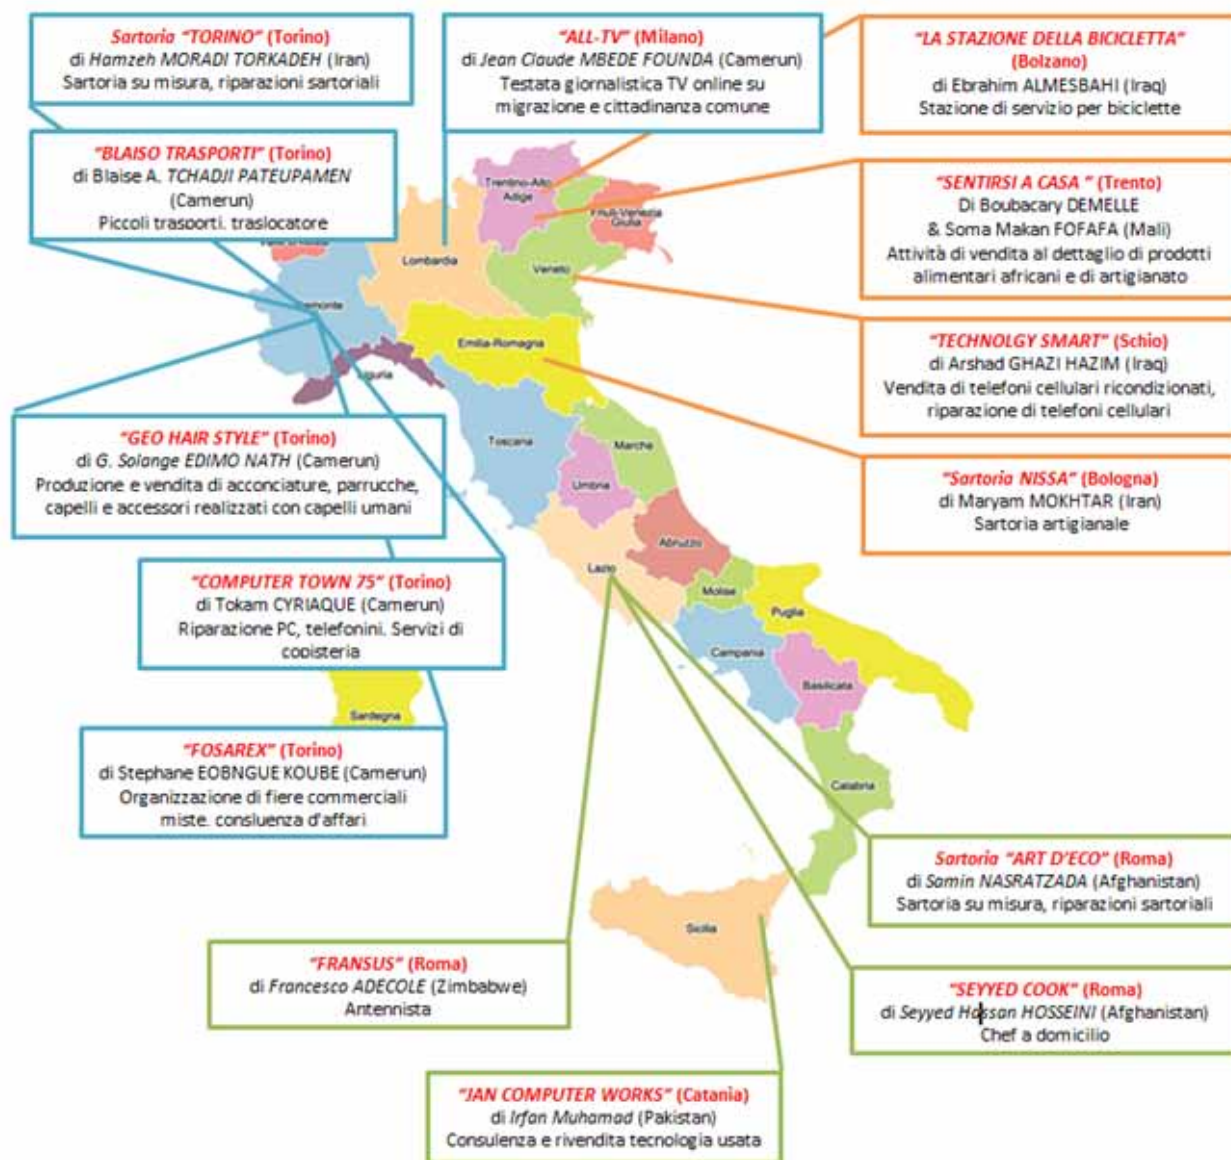 Sartoria "TORINO" (Torino)
di Hamzeh MORADI TORKADEH (Iran)
Sartoria su misura, riparazioni sartoriali
"ALL-TV" (Milano)
di Jean Claude MBEDE FOUNDA (Camerun)
Testata giornalistica TV online su
migrazione e cittadinanza comune
"LA STAZIONE DELLA BICICLETTA"
(Bolzano)
di Ebrahim ALMESBAHI (Iraq)
Stazione di servizio per biciclette
"BLAISO TRASPORTI" (Torino)
di Blaise A. TCHADJI PATEUPAMEN
(Camerun)
Piccoli trasporti. traslocatore
"SENTIRSI A CASA " (Trento)
Di Boubacary DEMELLE
& Soma Makan FOFAFA (Mali)
Attività di vendita al dettaglio di prodotti
alimentari africani e di artigianato
"TECHNOLGY SMART" (Schio)
di Arshad GHAZI HAZIM (Iraq)
Vendita di telefoni cellulari ricondizionati,
riparazione di telefoni cellulari
"Sartoria NISSA" (Bologna)
di Maryam MOKHTAR (Iran)
Sartoria artigianale
"GEO HAIR STYLE" (Torino)
di G. Solange EDIMO NATH (Camerun)
Produzione e vendita di acconciature, parrucche,
capelli e accessori realizzati con capelli umani
"COMPUTER TOWN 75" (Torino)
di Tokam CYRIAQUE (Camerun)
Riparazione PC, telefonini. Servizi di
copisteria
"FOSAREX" (Torino)
di Stephane EOBNGUE KOUBE (Camerun)
Organizzazione di fiere commerciali
miste. consluenza d'affari
Sartoria "ART D'ECO" (Roma)
di Samin NASRATZADA (Afghanistan)
Sartoria su misura, riparazioni sartoriali
"FRANSUS" (Roma)
di Francesco ADECOLE (Zimbabwe)
Antennista
"SEYYED COOK" (Roma)
di Seyyed Hassan HOSSEINI (Afghanistan)
Chef a domicilio
"JAN COMPUTER WORKS" (Catania)
di Irfan Muhamad (Pakistan)
Consulenza e rivendita tecnologia usata
Trentino-Alto
Adige
Friuli-Venezia
Giulia
Lombardia
Veneto
Emilia-Romagna
Liguria
Toscana
Marche
Umbria
Lazio
Abruzzo
Molise
Puglia
Campania
Basilicata
Sardegna
Calabria
Sicilia